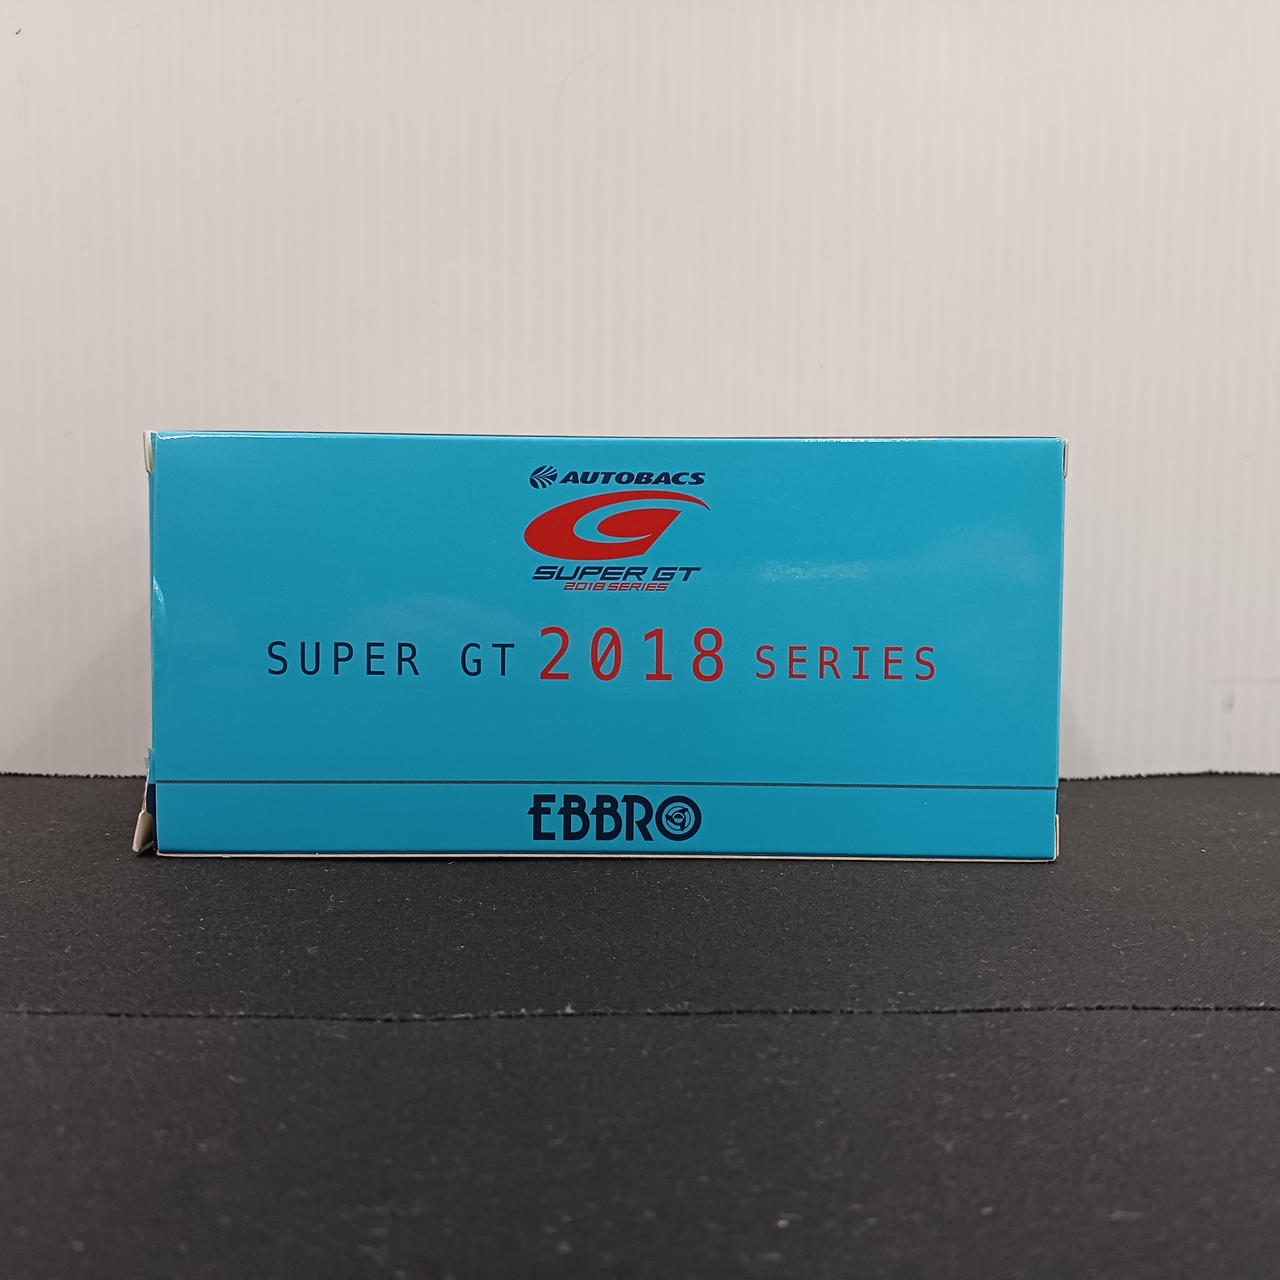 AUTOBACS
SUPER GT
2018 SERIES
SUPER GT 2018 SERIES
EBBRO